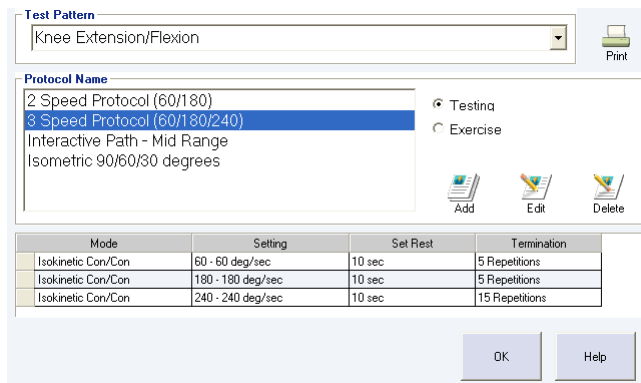 Test Pattern
Knee Extension/Flexion
Print
Protocol Name
2 Speed Protocol (60/180)
3 Speed Protocol (60/180/240)
Interactive Path - Mid Range
Isometric 90/60/30 degrees
Testing
Exercise
Add Edit Delete
Mode Setting Set Rest Termination
Isokinetic Con/Con 60 - 60 deg/sec 10 sec 5 Repetitions
Isokinetic Con/Con 180 - 180 deg/sec 10 sec 5 Repetitions
Isokinetic Con/Con 240 - 240 deg/sec 10 sec 15 Repetitions
OK Help